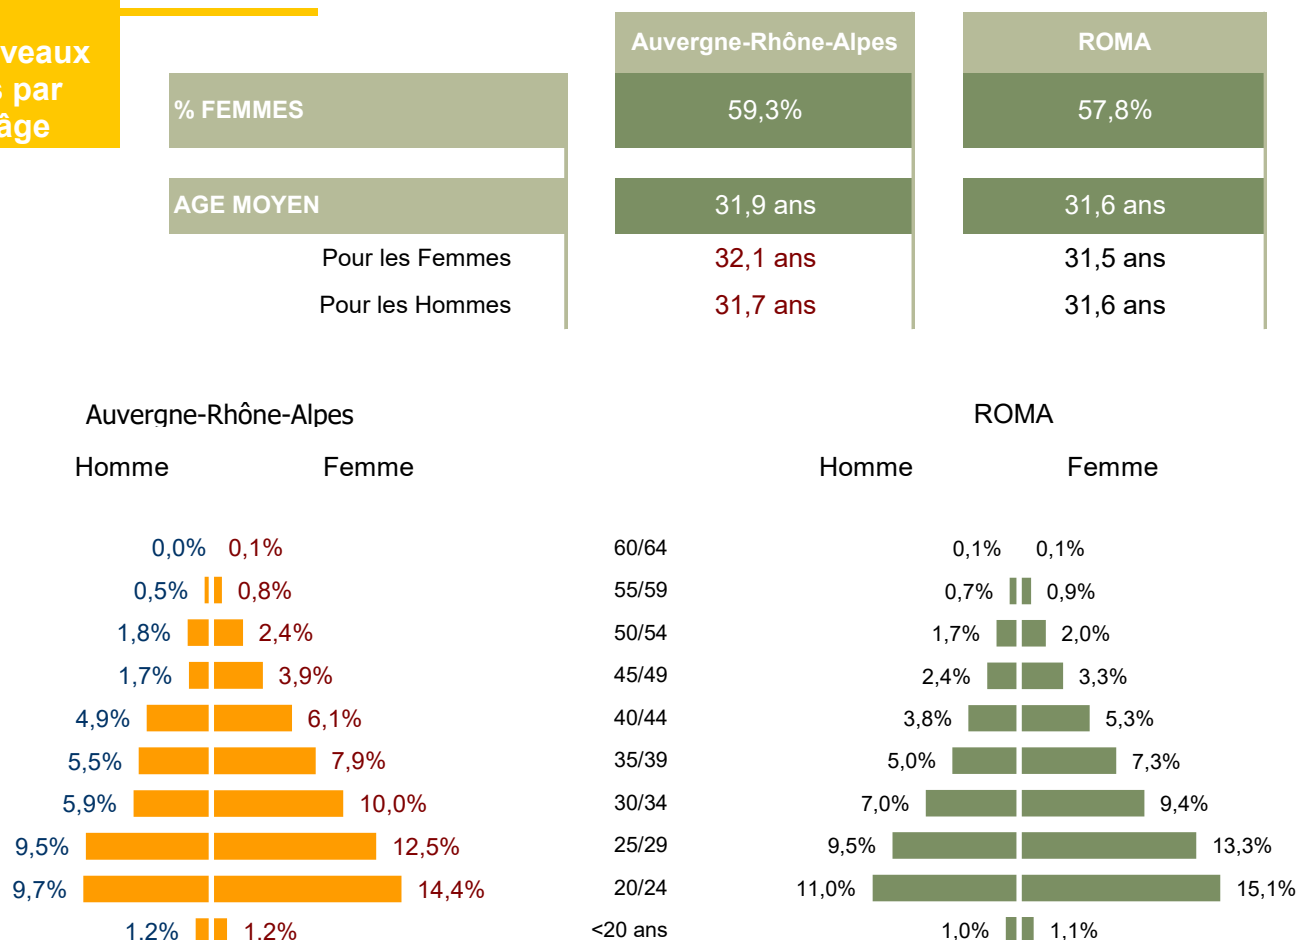 Auvergne-Rhône-Alpes ROMA
par
âge
% FEMMES 59,3% 57,8%
AGE MOYEN 31,9 ans 31,6 ans
Pour les Femmes 32,1 ans 31,5 ans
Pour les Hommes 31,7 ans 31,6 ans
Auvergne-Rhône-Alpes ROMA
Homme Femme Homme Femme
0,0% 0,1% 60/64 0,1% 0,1%
0,5% 0,8% 55/59 0,7% 0,9%
1,8% 2,4% 50/54 1,7% 2,0%
1,7% 3,9% 45/49 2,4% 3,3%
4,9% 6,1% 40/44 3,8% 5,3%
5,5% 7,9% 35/39 5,0% 7,3%
5,9% 10,0% 30/34 7,0% 9,4%
9,5% 12,5% 25/29 9,5% 13,3%
9,7% 14,4% 20/24 11,0% 15,1%
1,2% 1,2% <20 ans 1,0% 1,1%